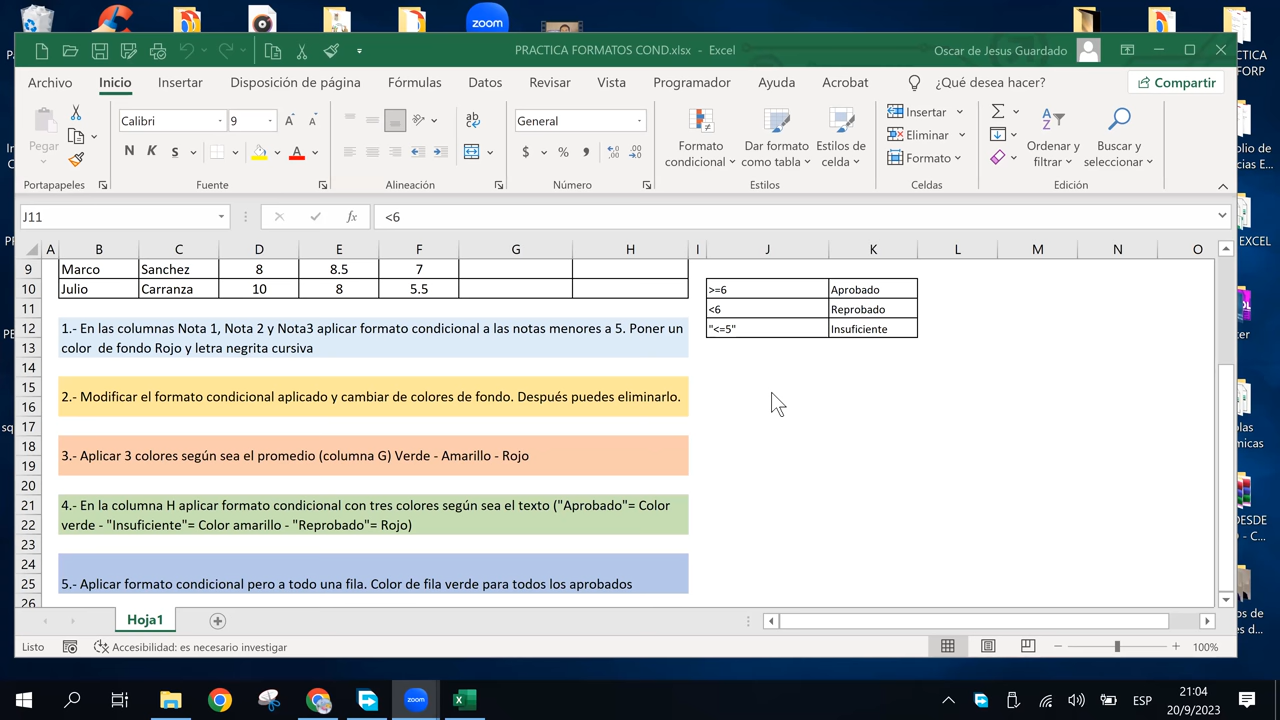 zoom
PRACTICA FORMATOS COND.xlsx - Excel
Oscar de Jesus Guardado
Archivo Inicio Insertar Disposición de página Fórmulas Datos Revisar Vista Programador Ayuda Acrobat ¿Qué desea hacer? Compartir
Pegar
Calibri 9
N K S
General
$ % ,
Formato condicional
Dar formato como tabla
Estilos de celda
Insertar
Eliminar
Formato
Ordenar y filtrar
Buscar y seleccionar
Portapapeles Fuente Alineación Número Estilos Celdas Edición
J11 fx <6
A B C D E F G H I J K L M N O
9 Marco Sanchez 8 8.5 7
10 Julio Carranza 10 8 5.5 >=6 Aprobado
11 <6 Reprobado
12 1.- En las columnas Nota 1, Nota 2 y Nota3 aplicar formato condicional a las notas menores a 5. Poner un "<=5" Insuficiente
13 color de fondo Rojo y letra negrita cursiva
14
15
2.- Modificar el formato condicional aplicado y cambiar de colores de fondo. Después puedes eliminarlo.
16
17
18
3.- Aplicar 3 colores según sea el promedio (columna G) Verde - Amarillo - Rojo
19
20
21 4.- En la columna H aplicar formato condicional con tres colores según sea el texto ("Aprobado"= Color
22 verde - "Insuficiente"= Color amarillo - "Reprobado"= Rojo)
23
24
25 5.- Aplicar formato condicional pero a todo una fila. Color de fila verde para todos los aprobados
26
Hoja1
Listo Accesibilidad: es necesario investigar 100%
zoom
ESP
21:04
20/9/2023